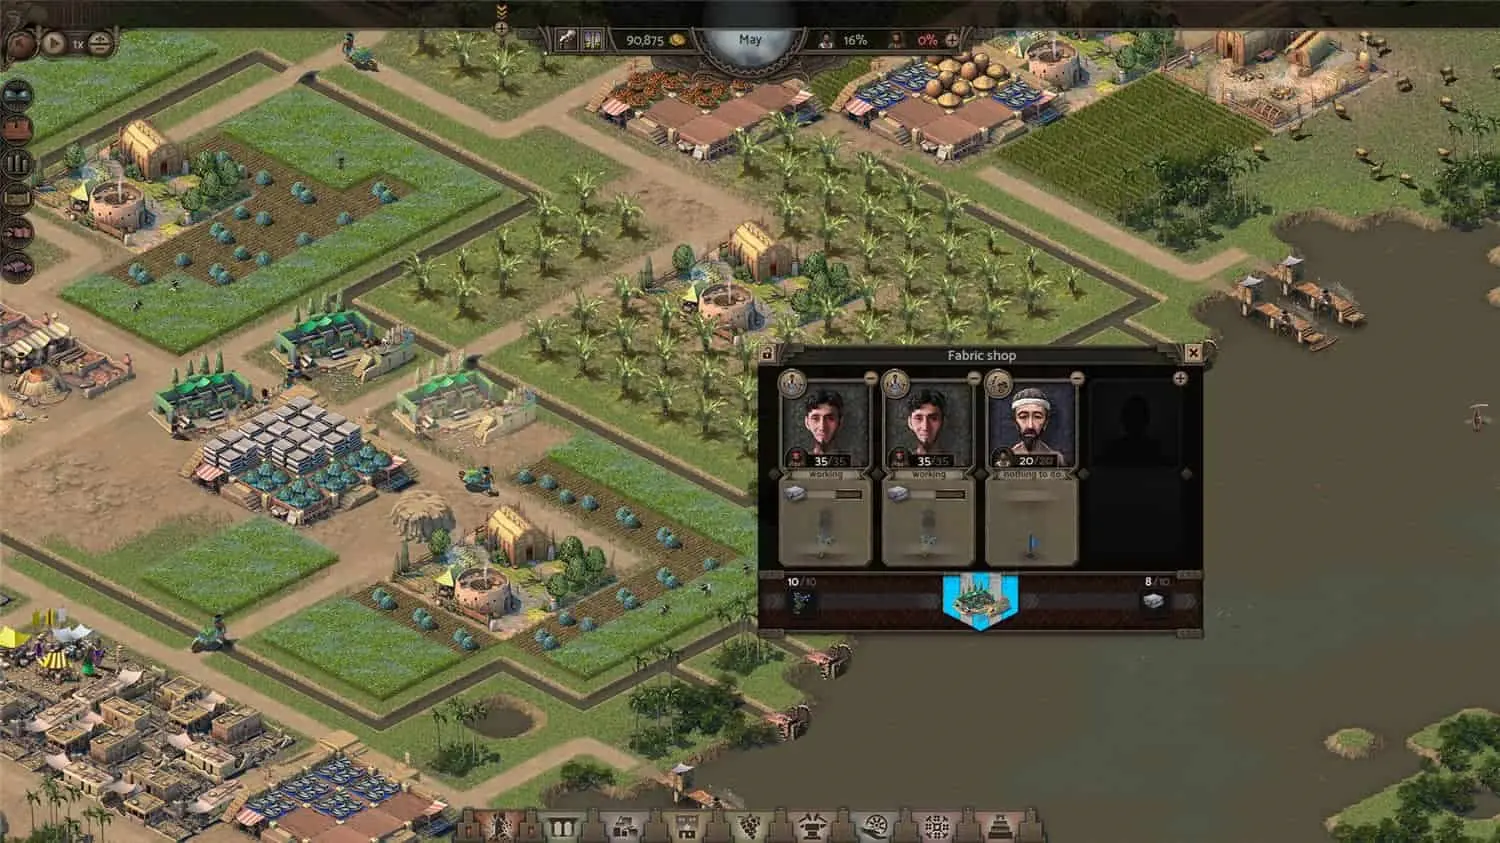 1x
90,875
May
16%
0%
Fabric shop
35/35
35/35
20/20
working
working
nothing to do
10/10
8/10